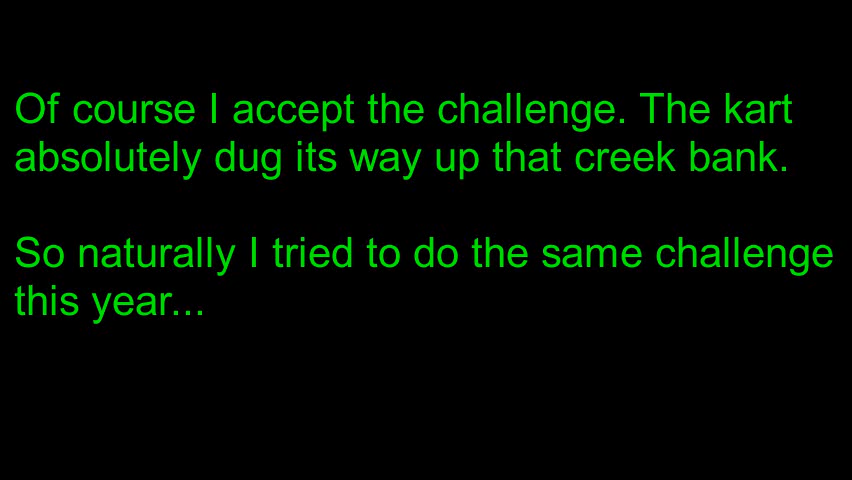 Of course I accept the challenge. The kart
absolutely dug its way up that creek bank.
So naturally I tried to do the same challenge
this year...